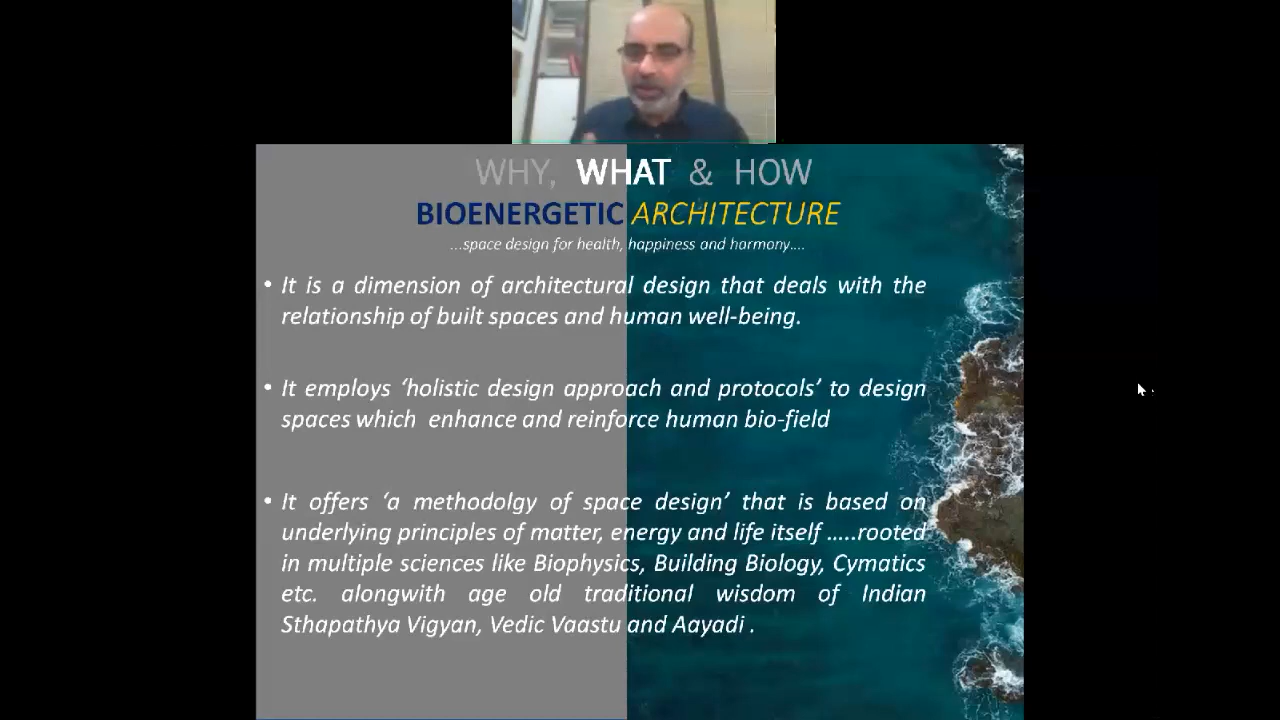 WHY, WHAT & HOW
BIOENERGETIC ARCHITECTURE
...space design for health, happiness and harmony....
• It is a dimension of architectural design that deals with the
relationship of built spaces and human well-being.
• It employs ‘holistic design approach and protocols’ to design
spaces which enhance and reinforce human bio-field
• It offers ‘a methodolgy of space design’ that is based on
underlying principles of matter, energy and life itself .....rooted
in multiple sciences like Biophysics, Building Biology, Cymatics
etc. alongwith age old traditional wisdom of Indian
Sthapathya Vigyan, Vedic Vaastu and Aayadi .